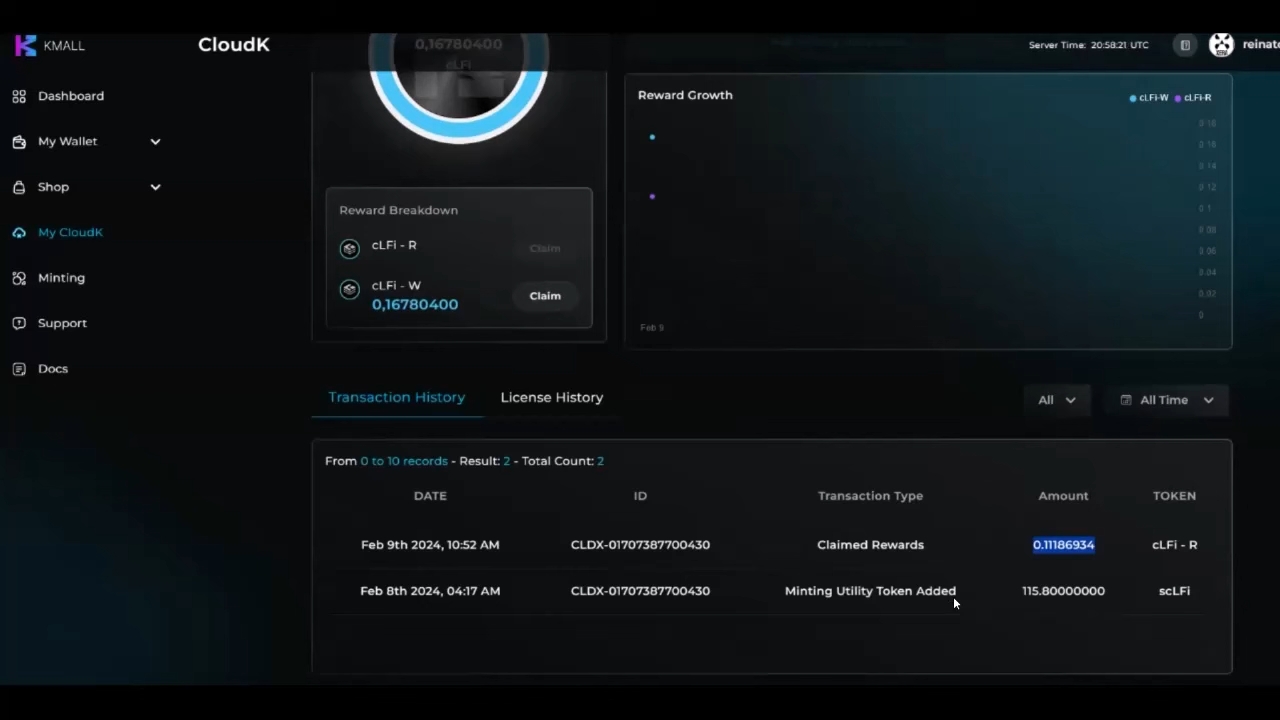 KMALL
CloudK
0,16780400
cLFi
Server Time: 20:58:21 UTC
Dashboard
My Wallet
Shop
My CloudK
Minting
Support
Docs
Reward Breakdown
cLFi - R
Claim
cLFi - W
0,16780400
Claim
Reward Growth
cLFi-W cLFi-R
0.18
0.16
0.14
0.12
0.1
0.08
0.06
0.04
0.02
0
Feb 9
Transaction History License History
All All Time
From 0 to 10 records - Result: 2 - Total Count: 2
DATE ID Transaction Type Amount TOKEN
Feb 9th 2024, 10:52 AM CLDX-01707387700430 Claimed Rewards 0.11186934 cLFi - R
Feb 8th 2024, 04:17 AM CLDX-01707387700430 Minting Utility Token Added 115.80000000 scLFi